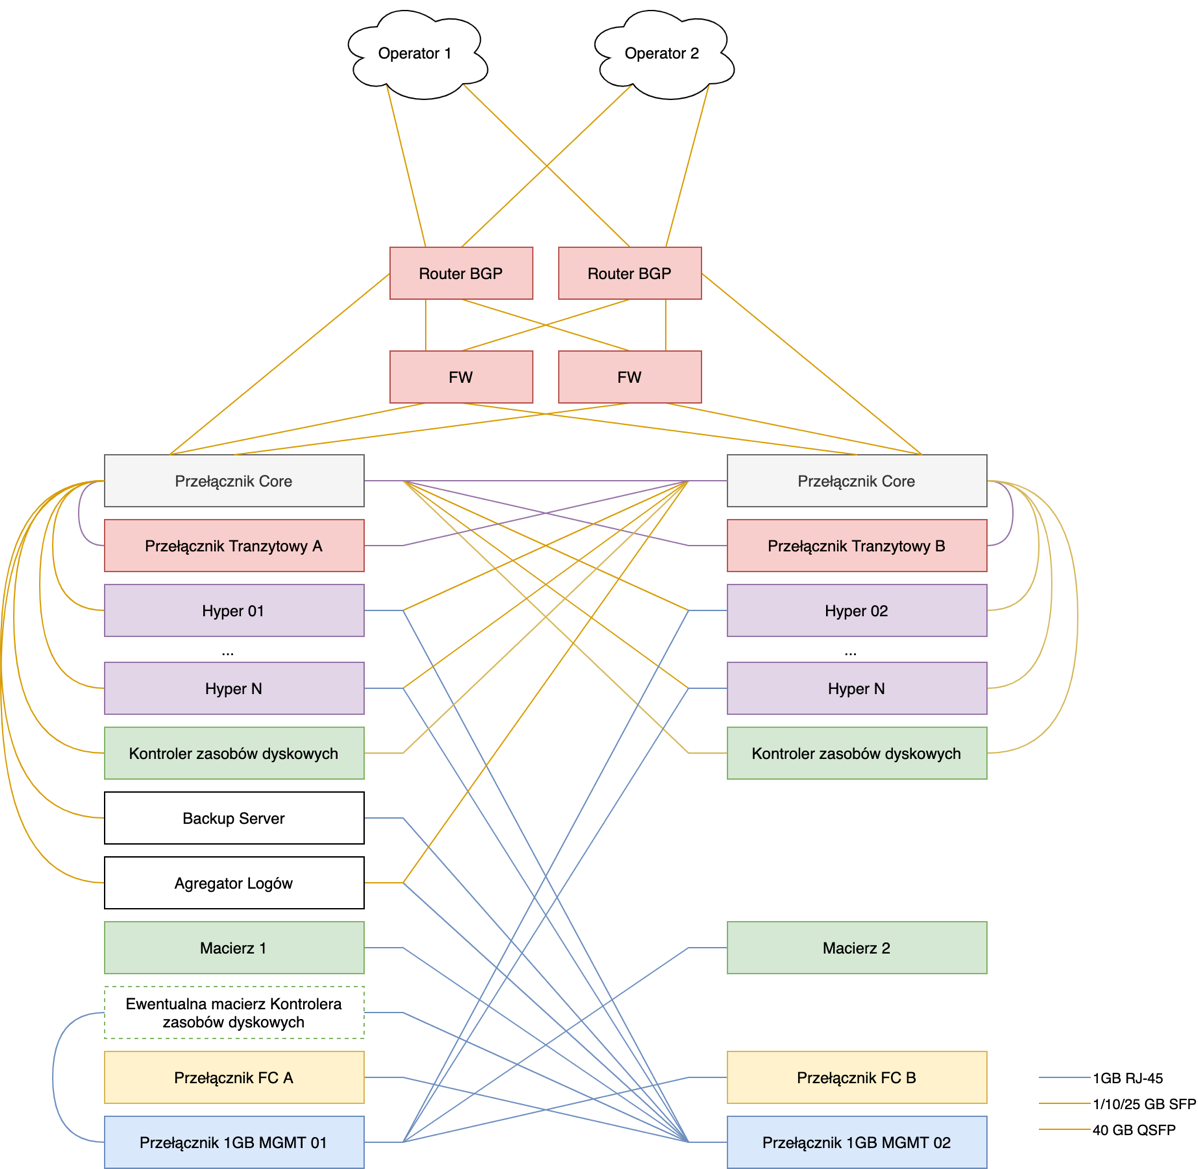 Operator 1
Operator 2
Router BGP
Router BGP
FW
FW
Przełącznik Core
Przełącznik Core
Przełącznik Tranzytowy A
Przełącznik Tranzytowy B
Hyper 01
Hyper 02
...
...
Hyper N
Hyper N
Kontroler zasobów dyskowych
Kontroler zasobów dyskowych
Backup Server
Agregator Logów
Macierz 1
Macierz 2
Ewentualna macierz Kontrolera
zasobów dyskowych
Przełącznik FC A
Przełącznik FC B
1GB RJ-45
1/10/25 GB SFP
40 GB QSFP
Przełącznik 1GB MGMT 01
Przełącznik 1GB MGMT 02